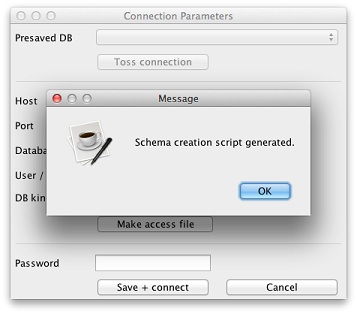 Connection Parameters
Presaved DB
Toss connection
Host
Message
Port
Schema creation script generated.
Databa
User /
OK
DB kin
Make access file
Password
Save + connect
Cancel